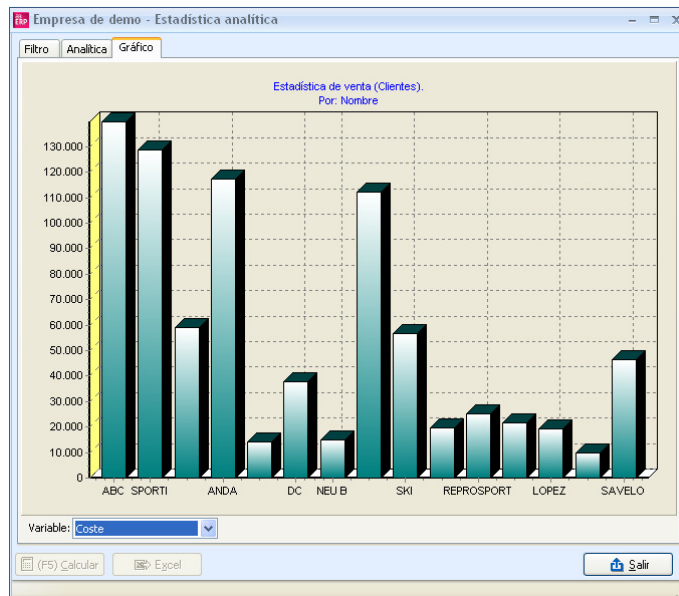 ERP
Empresa de demo - Estadística analítica
Filtro Analítica Gráfico
Estadística de venta (Clientes).
Por: Nombre
130.000
120.000
110.000
100.000
90.000
80.000
70.000
60.000
50.000
40.000
30.000
20.000
10.000
0
ABC SPORTI ANDA DC NEU B SKI REPROSPORT LOPEZ SAVELO
Variable: Coste
(F5) Calcular Excel Salir